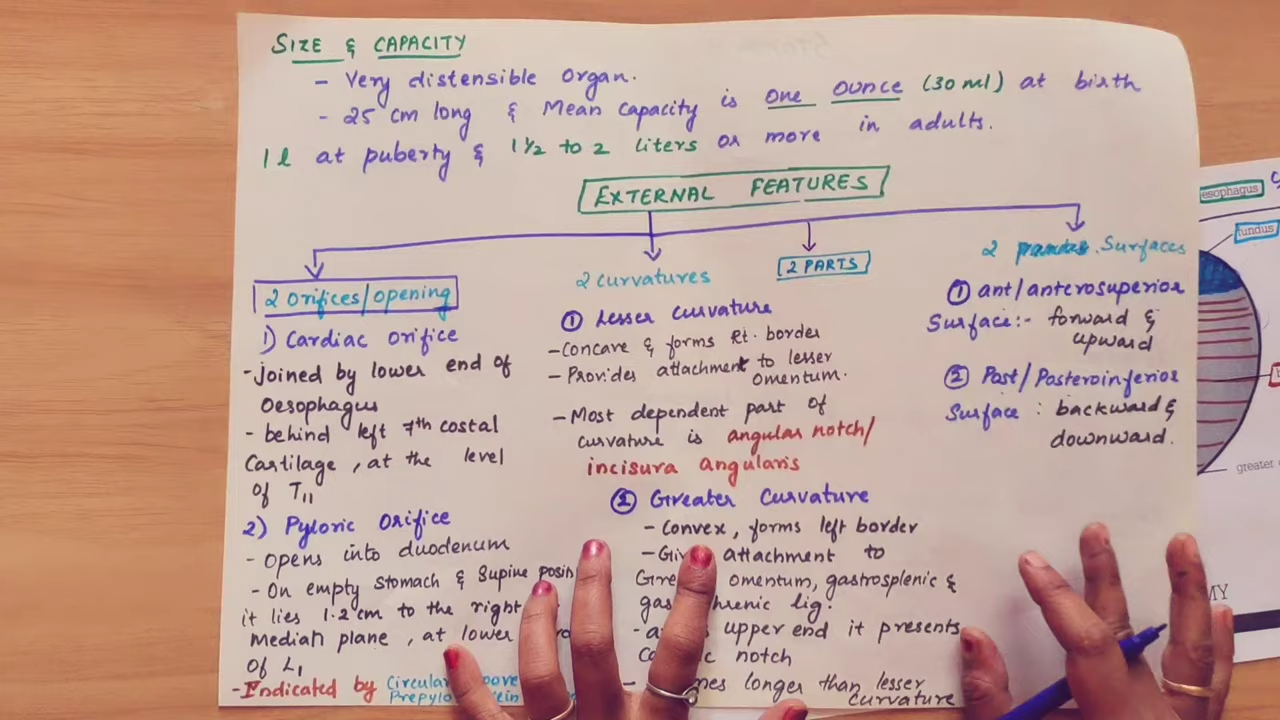 SIZE & CAPACITY
- Very distensible organ.
- 25 cm long & Mean capacity is one ounce (30 ml) at birth
1 l at puberty & 1½ to 2 liters or more in adults.
EXTERNAL FEATURES
2 Orifices/opening
1) Cardiac orifice
- Joined by lower end of
Oesophagus
- behind left 7th costal
Cartilage, at the level
of T11
2) Pyloric Orifice
- Opens into duodenum
- On empty stomach & Supine
it lies 1.2 cm to the right
median plane, at lower
of L1
- Indicated by Circular
2 curvatures
① Lesser curvature
- Concave & forms Rt. border
- Provides attachment to lesser
omentum.
- Most dependent part of
curvature is angular notch/
incisura angularis
② Greater Curvature
- Convex, forms left border
- attachment to
omentum, gastrosplenic &
lig.
- upper end it presents
notch
- longer than lesser
curvature
2 PARTS
2 Surfaces
① ant/anterosuperior
Surface:- forward &
upward
② Post/Posteroinferior
Surface : backward &
downward.
oesophagus
fundus
greater
MY